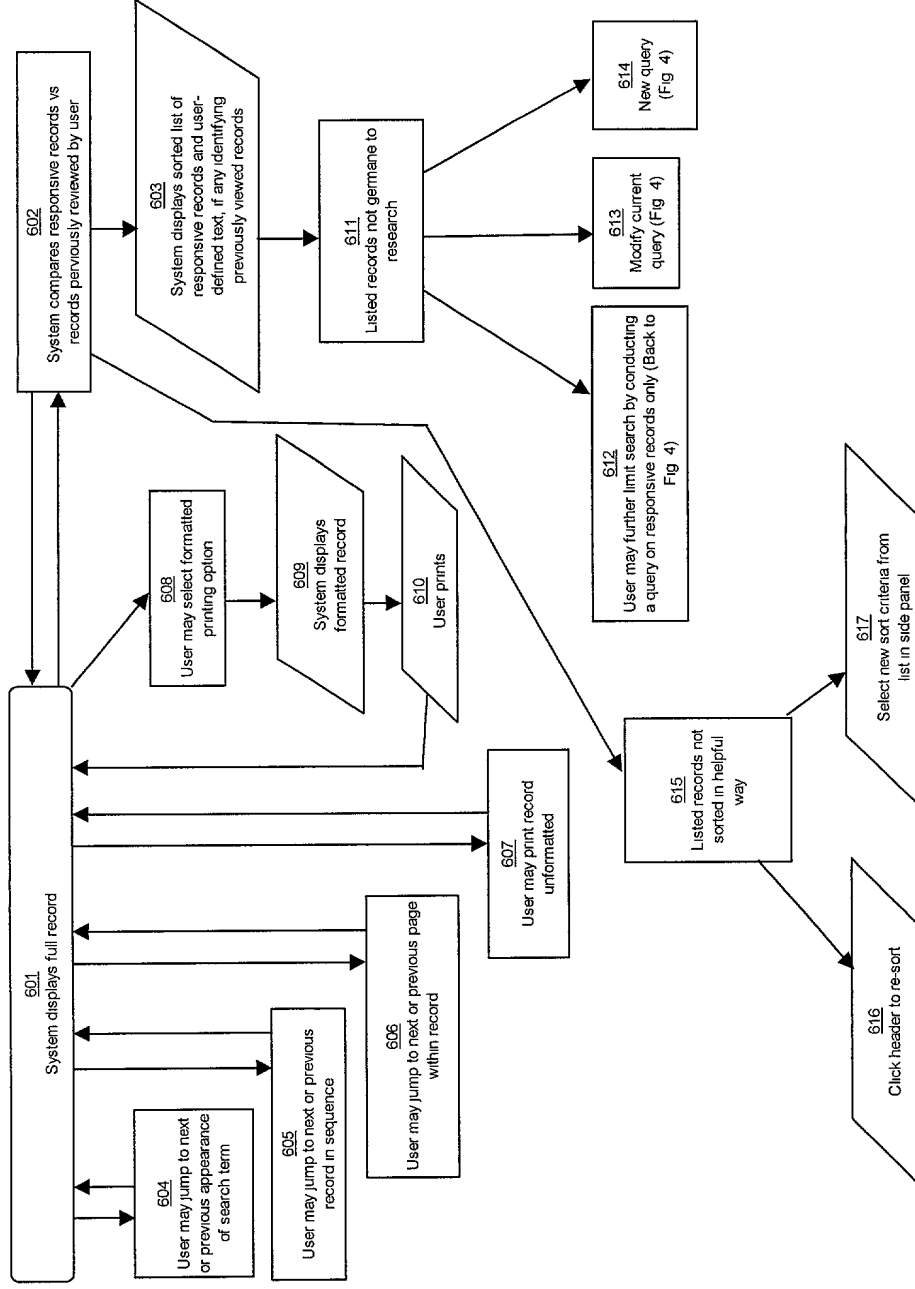 601
System displays full record
602
System compares responsive records vs
records perviously reviewed by user
603
System displays sorted list of
responsive records and user-
defined text, if any identifying
previously viewed records
604
User may jump to next
or previous appearance
of search term
605
User may jump to next or previous
record in sequence
606
User may jump to next or previous page
within record
607
User may print record
unformatted
608
User may select formatted
printing option
609
System displays
formatted record
610
User prints
611
Listed records not germane to
research
612
User may further limit search by conducting
a query on responsive records only (Back to
Fig 4)
613
Modify current
query (Fig 4)
614
New query
(Fig 4)
615
Listed records not
sorted in helpful
way
616
Click header to re-sort
617
Select new sort criteria from
list in side panel